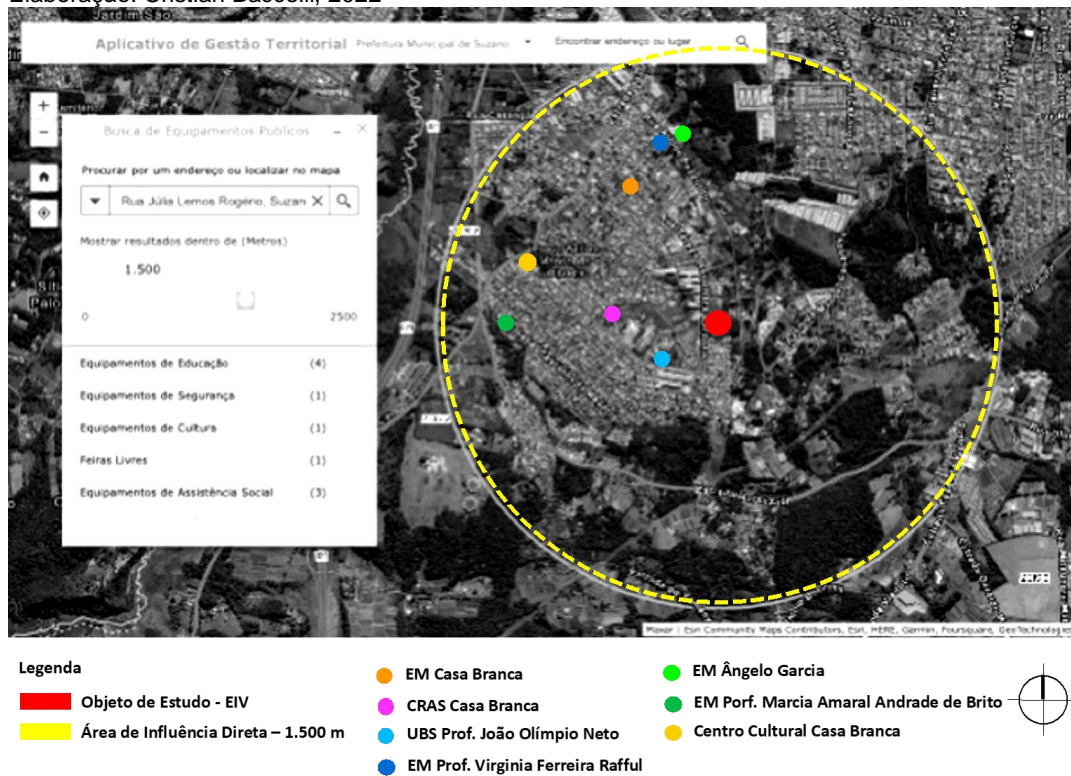 Elaboração: Cristian Baccelli, 2022
Aplicativo de Gestão Territorial Prefeitura Municipal de Suzano
Encontrar endereço ou lugar
+
−
Busca de Equipamentos Públicos
Procurar por um endereço ou localizar no mapa
Rua Júlia Lemos Rogério, Suzan
Mostrar resultados dentro de (Metros)
1.500
0 2500
Equipamentos de Educação (4)
Equipamentos de Segurança (1)
Equipamentos de Cultura (1)
Feiras Livres (1)
Equipamentos de Assistência Social (3)
Maxar | Esri Community Maps Contributors, Esri, HERE, Garmin, Foursquare, GeoTechnologies
Legenda
Objeto de Estudo - EIV
Área de Influência Direta – 1.500 m
EM Casa Branca
CRAS Casa Branca
UBS Prof. João Olímpio Neto
EM Prof. Virginia Ferreira Rafful
EM Ângelo Garcia
EM Porf. Marcia Amaral Andrade de Brito
Centro Cultural Casa Branca